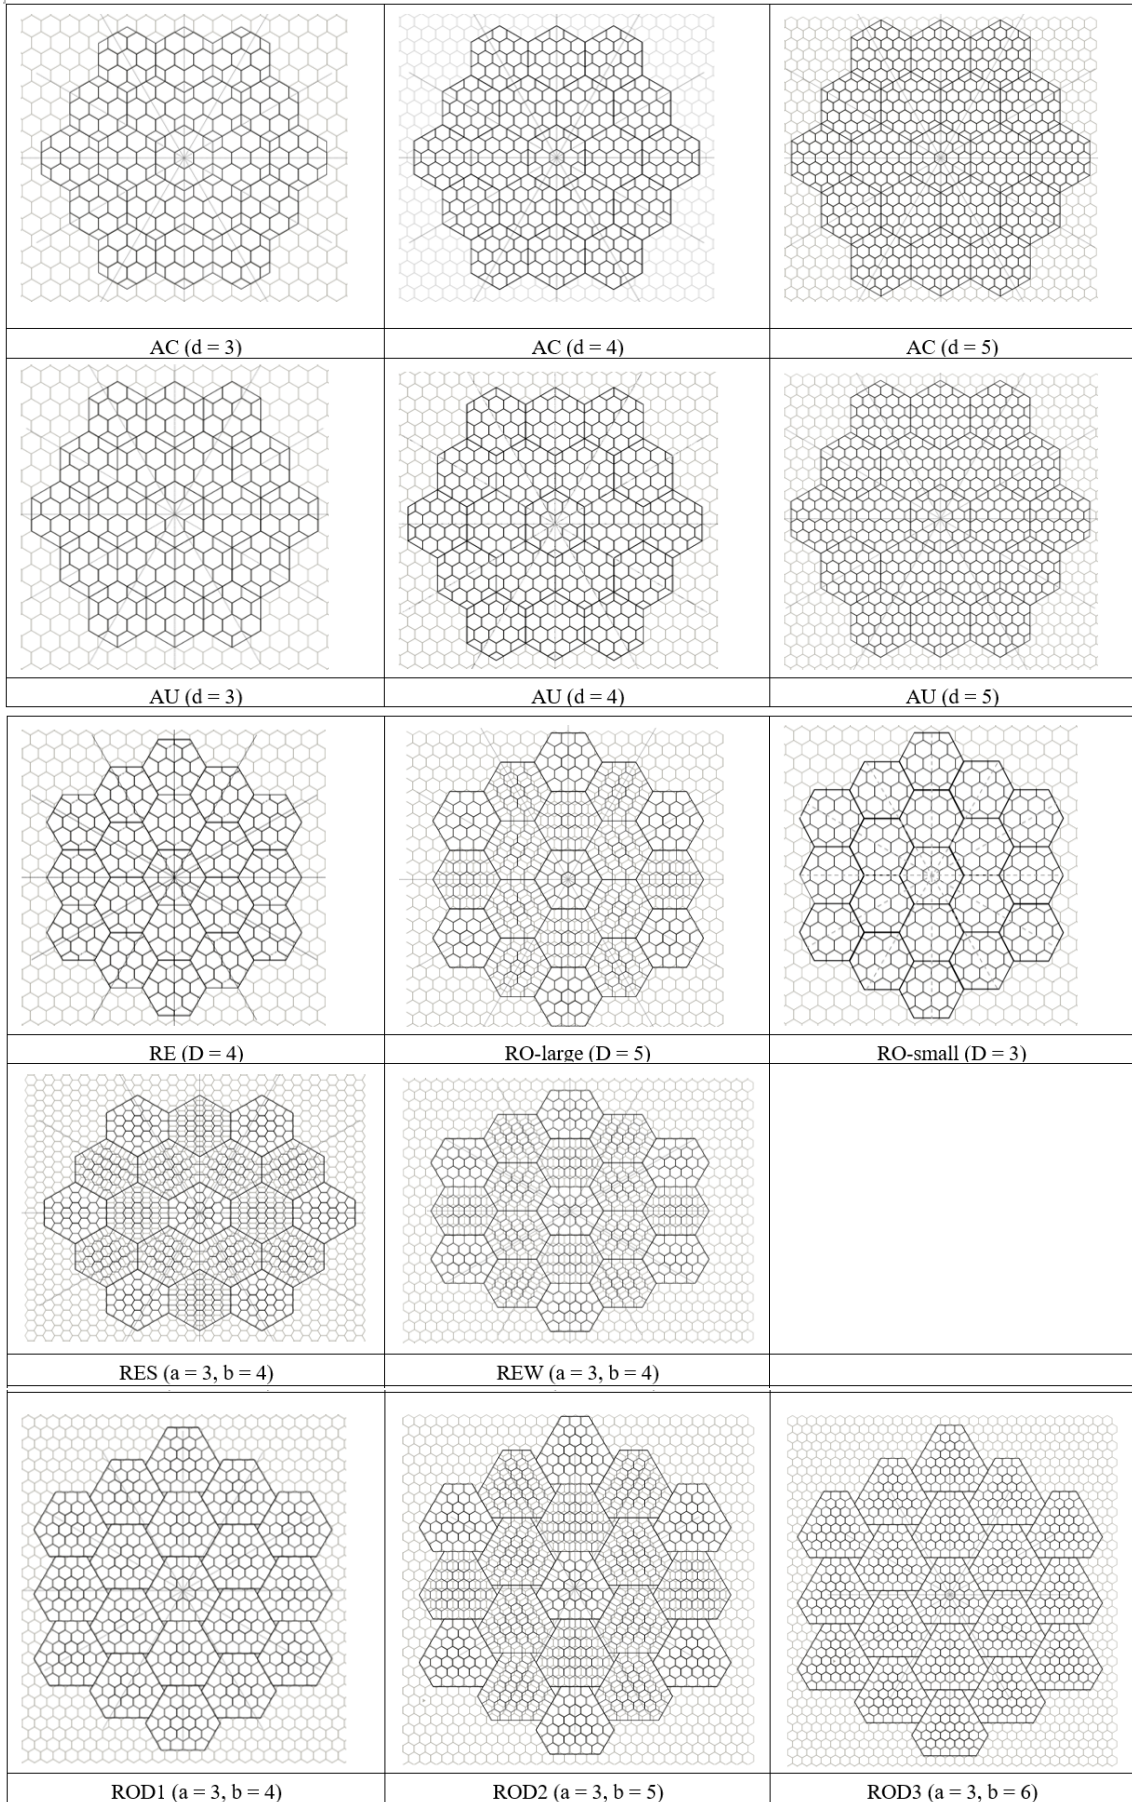 AC (d = 3)
AC (d = 4)
AC (d = 5)
AU (d = 3)
AU (d = 4)
AU (d = 5)
RE (D = 4)
RO-large (D = 5)
RO-small (D = 3)
RES (a = 3, b = 4)
REW (a = 3, b = 4)
ROD1 (a = 3, b = 4)
ROD2 (a = 3, b = 5)
ROD3 (a = 3, b = 6)